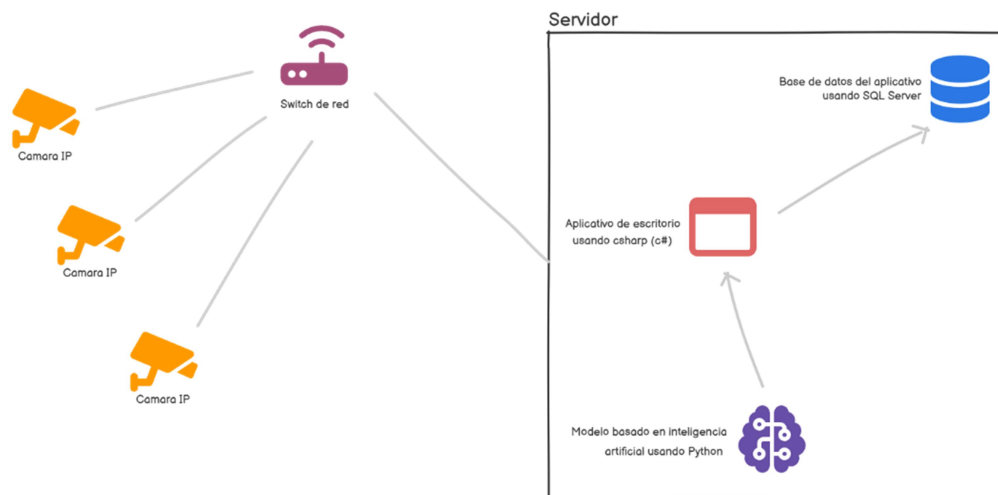 Servidor
Switch de red
Camara IP
Camara IP
Camara IP
Base de datos del aplicativo
usando SQL Server
Aplicativo de escritorio
usando csharp (c#)
Modelo basado en inteligencia
artificial usando Python